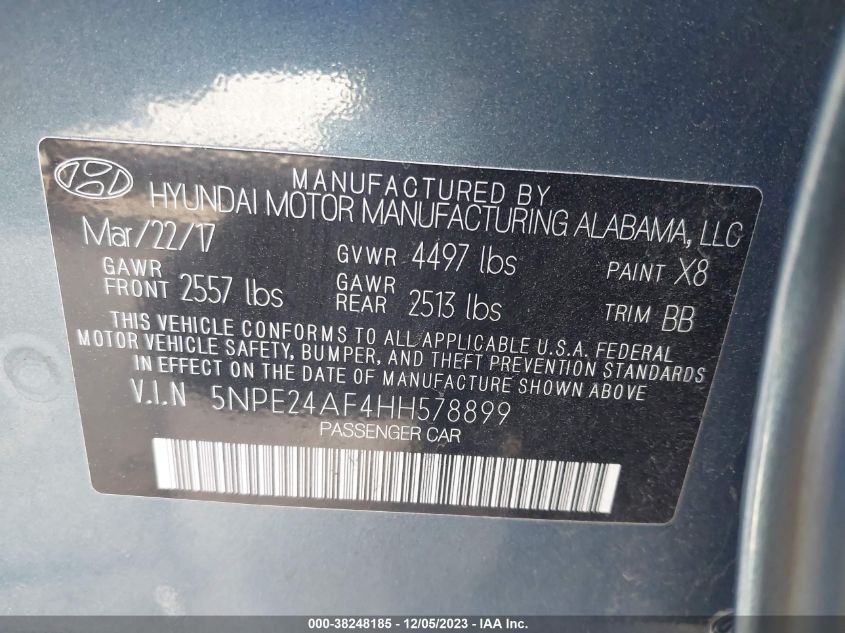 MANUFACTURED BY
HYUNDAI MOTOR MANUFACTURING ALABAMA, LLC
Mar/22/17 GVWR 4497 lbs PAINT X8
GAWR FRONT 2557 lbs GAWR REAR 2513 lbs TRIM BB
THIS VEHICLE CONFORMS TO ALL APPLICABLE U.S.A. FEDERAL
MOTOR VEHICLE SAFETY, BUMPER, AND THEFT PREVENTION STANDARDS
IN EFFECT ON THE DATE OF MANUFACTURE SHOWN ABOVE
V.I.N 5NPE24AF4HH578899
PASSENGER CAR
000-38248185 - 12/05/2023 - IAA Inc.